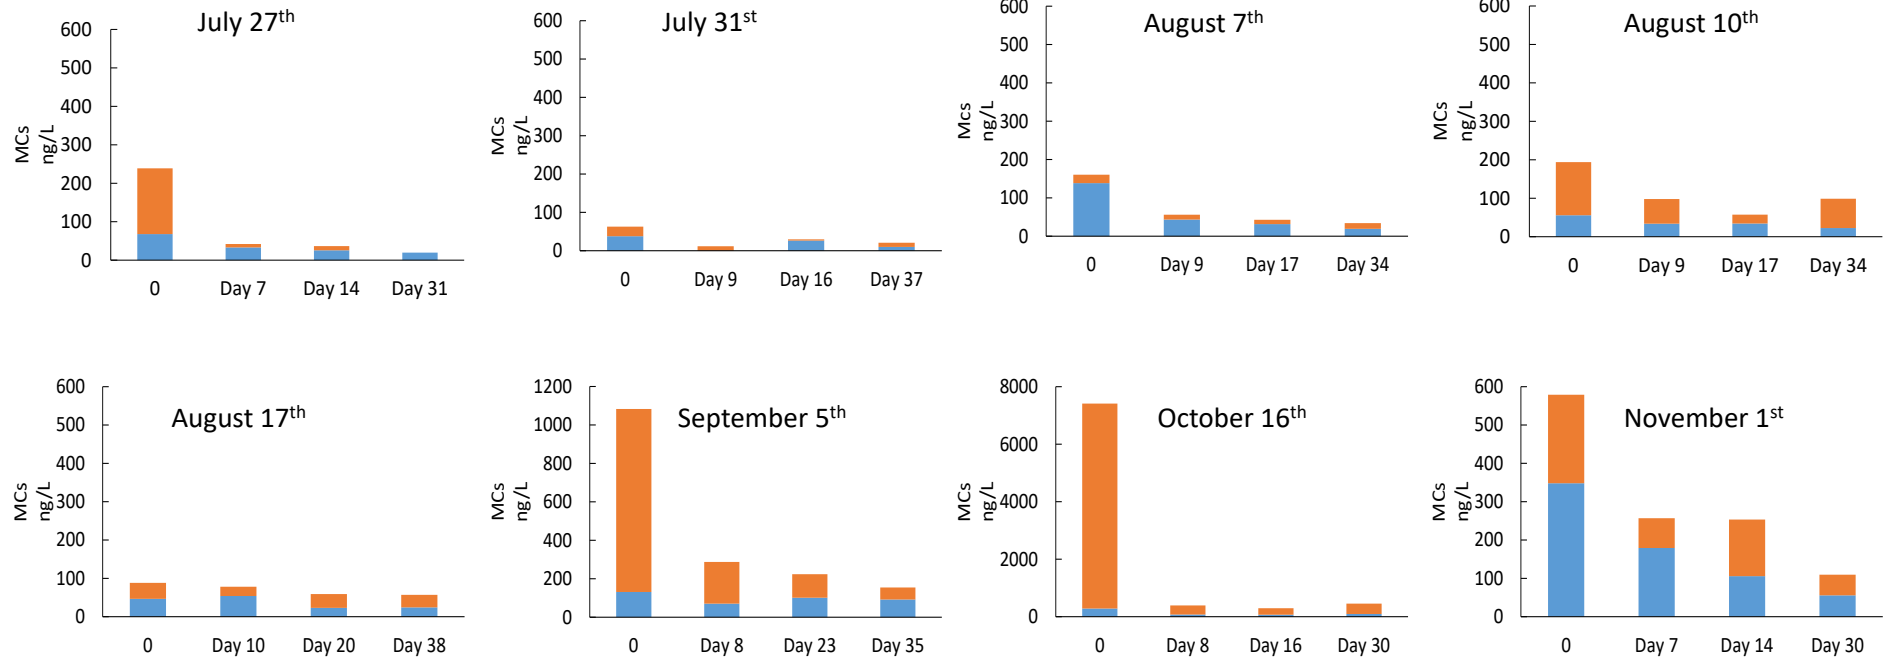 July 27th
600
500
400
300
200
100
0
MCs
ng/L
0 Day 7 Day 14 Day 31
July 31st
600
500
400
300
200
100
0
MCs
ng/L
0 Day 9 Day 16 Day 37
August 7th
600
500
400
300
200
100
0
Mcs
ng/L
0 Day 9 Day 17 Day 34
August 10th
600
500
400
300
200
100
0
MCs
ng/L
0 Day 9 Day 17 Day 34
August 17th
600
500
400
300
200
100
0
MCs
ng/L
0 Day 10 Day 20 Day 38
September 5th
1200
1000
800
600
400
200
0
MCs
ng/L
0 Day 8 Day 23 Day 35
October 16th
8000
6000
4000
2000
0
MCs
ng/L
0 Day 8 Day 16 Day 30
November 1st
600
500
400
300
200
100
0
MCs
ng/L
0 Day 7 Day 14 Day 30